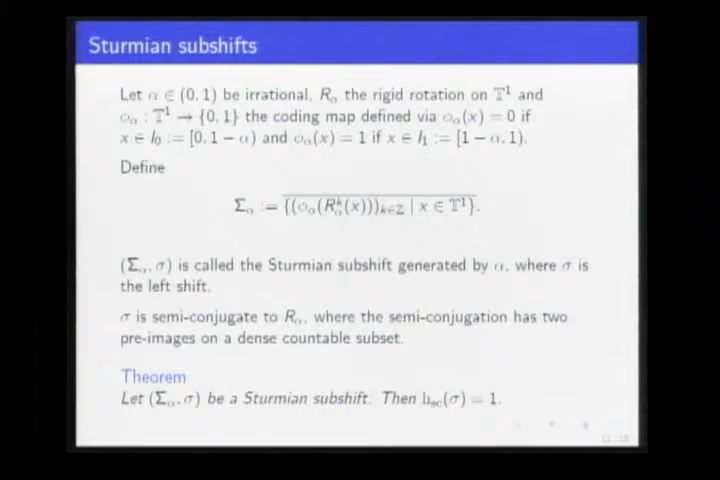 Sturmian subshifts
Let α ∈ (0, 1) be irrational, R_α the rigid rotation on 𝕋¹ and
ϕ_α : 𝕋¹ → {0, 1} the coding map defined via ϕ_α(x) = 0 if
x ∈ I₀ := [0, 1 − α) and ϕ_α(x) = 1 if x ∈ I₁ := [1 − α, 1).
Define
Σ_α := \overline{{(ϕ_α(R_α^k(x)))_{k∈ℤ} | x ∈ 𝕋¹}}.
(Σ_α, σ) is called the Sturmian subshift generated by α, where σ is
the left shift.
σ is semi-conjugate to R_α, where the semi-conjugation has two
pre-images on a dense countable subset.
Theorem
Let (Σ_α, σ) be a Sturmian subshift. Then h_sc(σ) = 1.